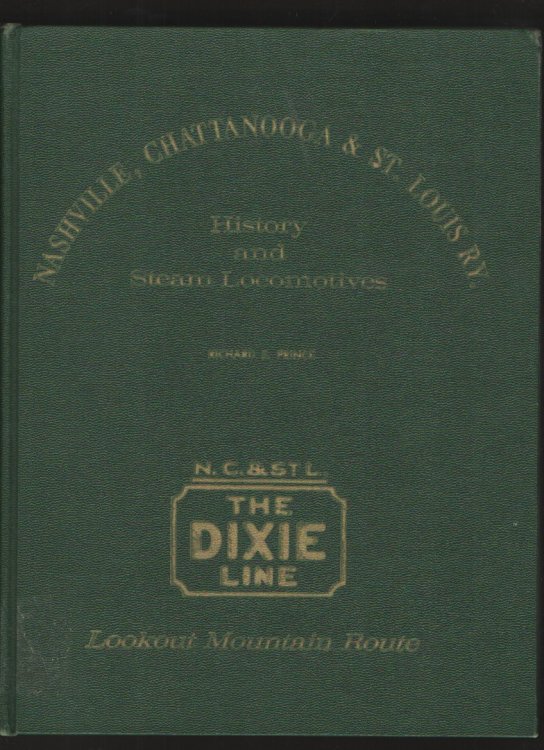 NASHVILLE, CHATTANOOGA & ST. LOUIS RY.
History
and
Steam Locomotives
RICHARD E. PRINCE
N. C. & ST L.
THE
DIXIE
LINE
Lookout Mountain Route